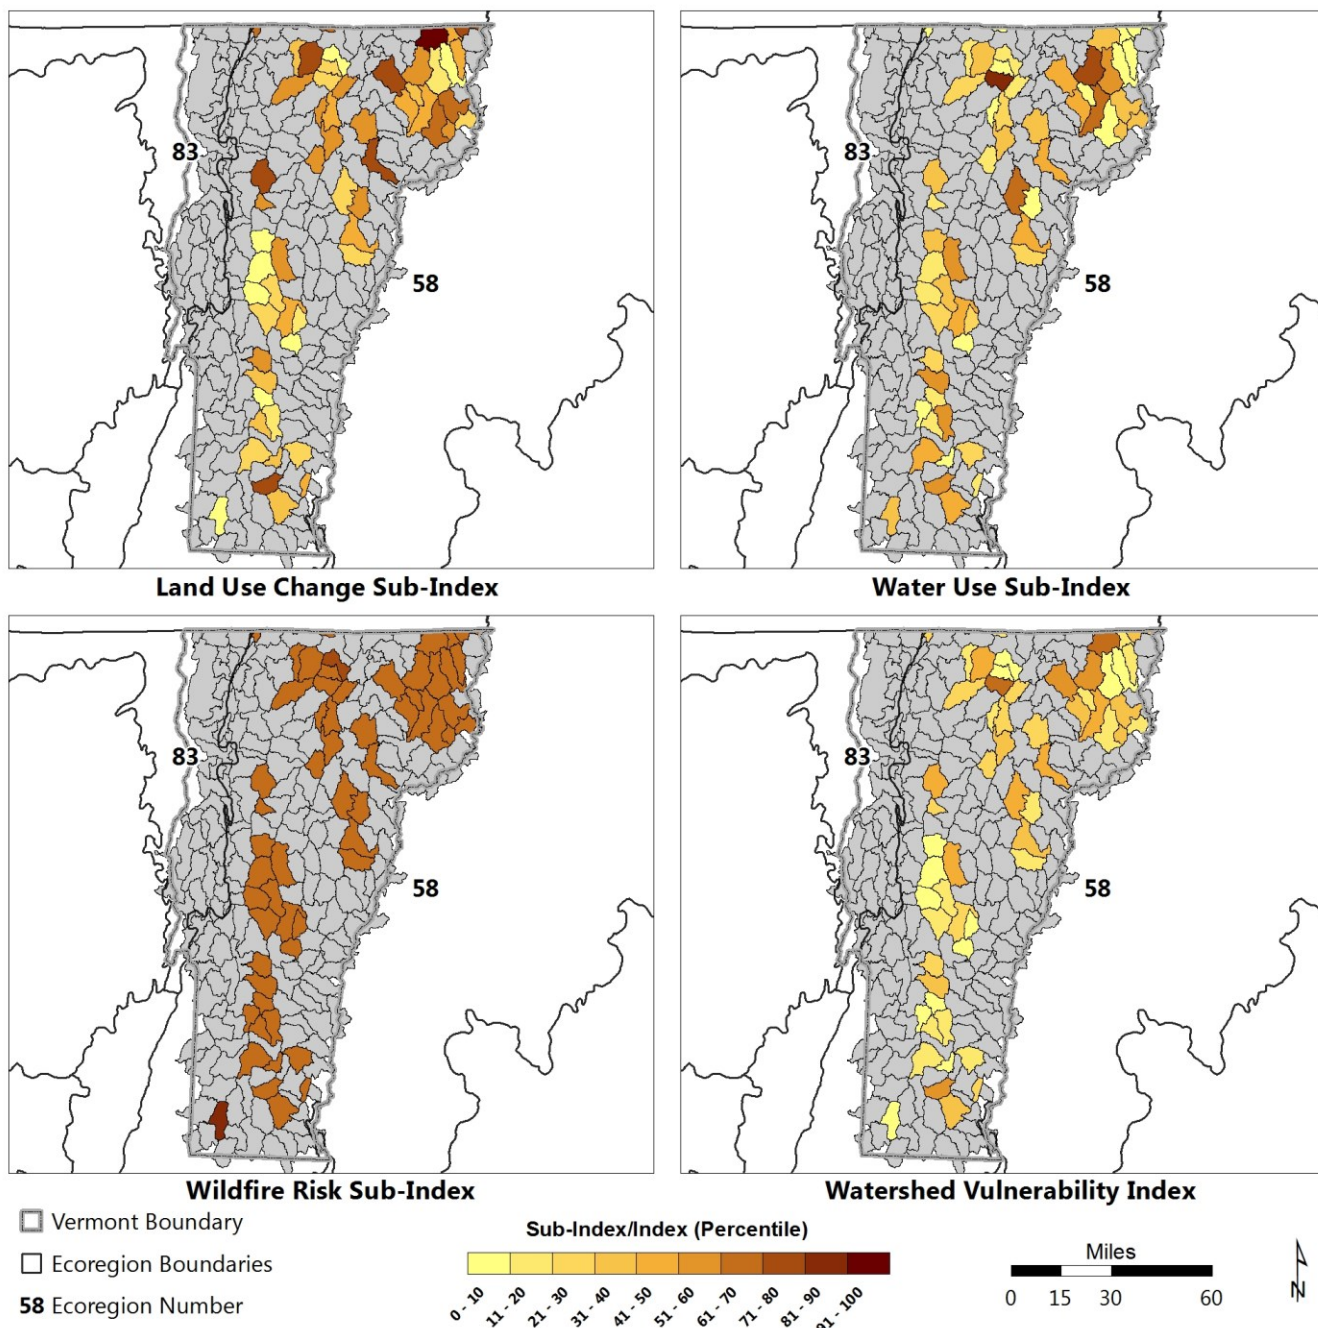 83
58
83
58
Land Use Change Sub-Index
Water Use Sub-Index
83
58
83
58
Wildfire Risk Sub-Index
Watershed Vulnerability Index
Vermont Boundary
Ecoregion Boundaries
58 Ecoregion Number
Sub-Index/Index (Percentile)
0 - 10
11 - 20
21 - 30
31 - 40
41 - 50
51 - 60
61 - 70
71 - 80
81 - 90
91 - 100
Miles
0 15 30 60
N